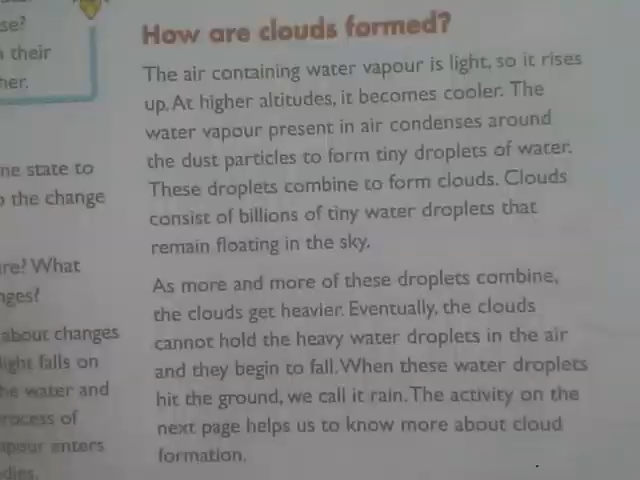 se?
their
her.
ne state to
the change
re? What
nges?
about changes
light falls on
he water and
rocess of
apour enters
dies.
How are clouds formed?
The air containing water vapour is light, so it rises
up. At higher altitudes, it becomes cooler. The
water vapour present in air condenses around
the dust particles to form tiny droplets of water.
These droplets combine to form clouds. Clouds
consist of billions of tiny water droplets that
remain floating in the sky.
As more and more of these droplets combine,
the clouds get heavier. Eventually, the clouds
cannot hold the heavy water droplets in the air
and they begin to fall. When these water droplets
hit the ground, we call it rain. The activity on the
next page helps us to know more about cloud
formation.